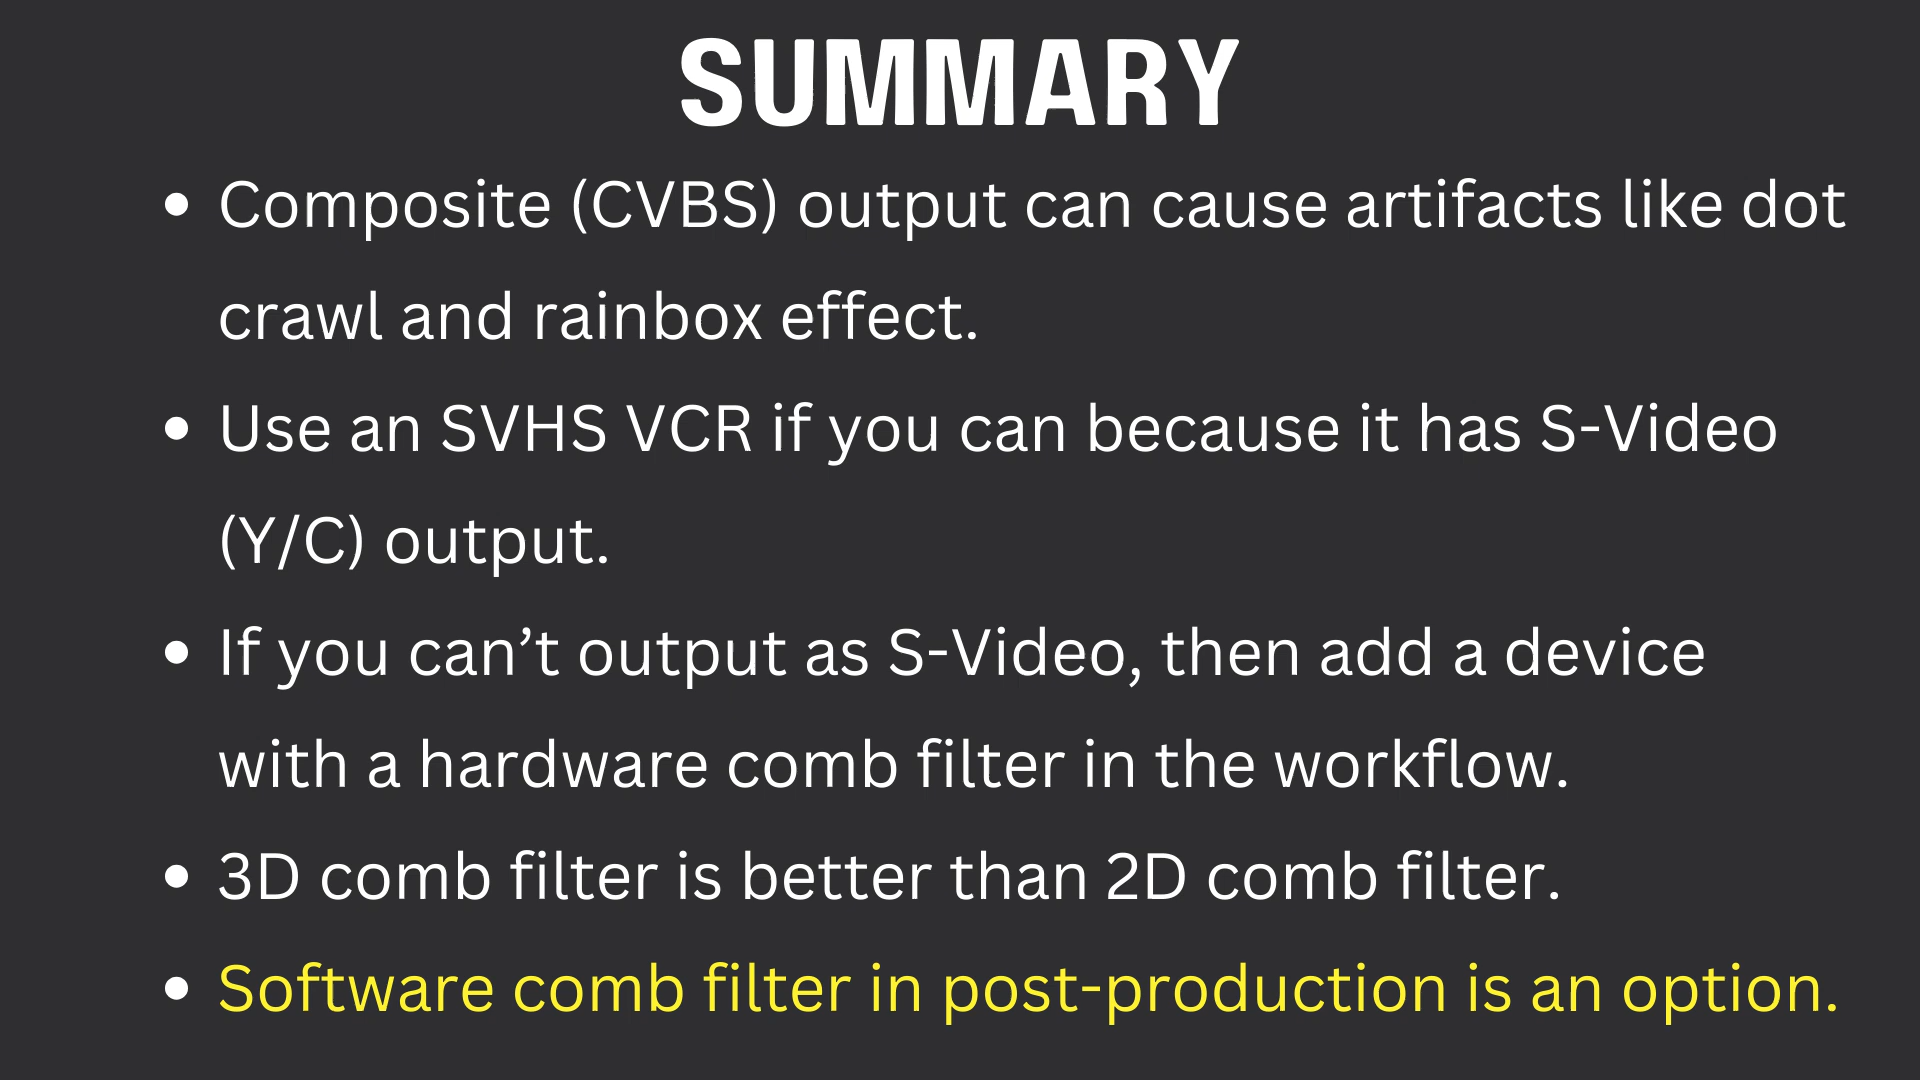 SUMMARY
• Composite (CVBS) output can cause artifacts like dot
crawl and rainbox effect.
• Use an SVHS VCR if you can because it has S-Video
(Y/C) output.
• If you can’t output as S-Video, then add a device
with a hardware comb filter in the workflow.
• 3D comb filter is better than 2D comb filter.
• Software comb filter in post-production is an option.